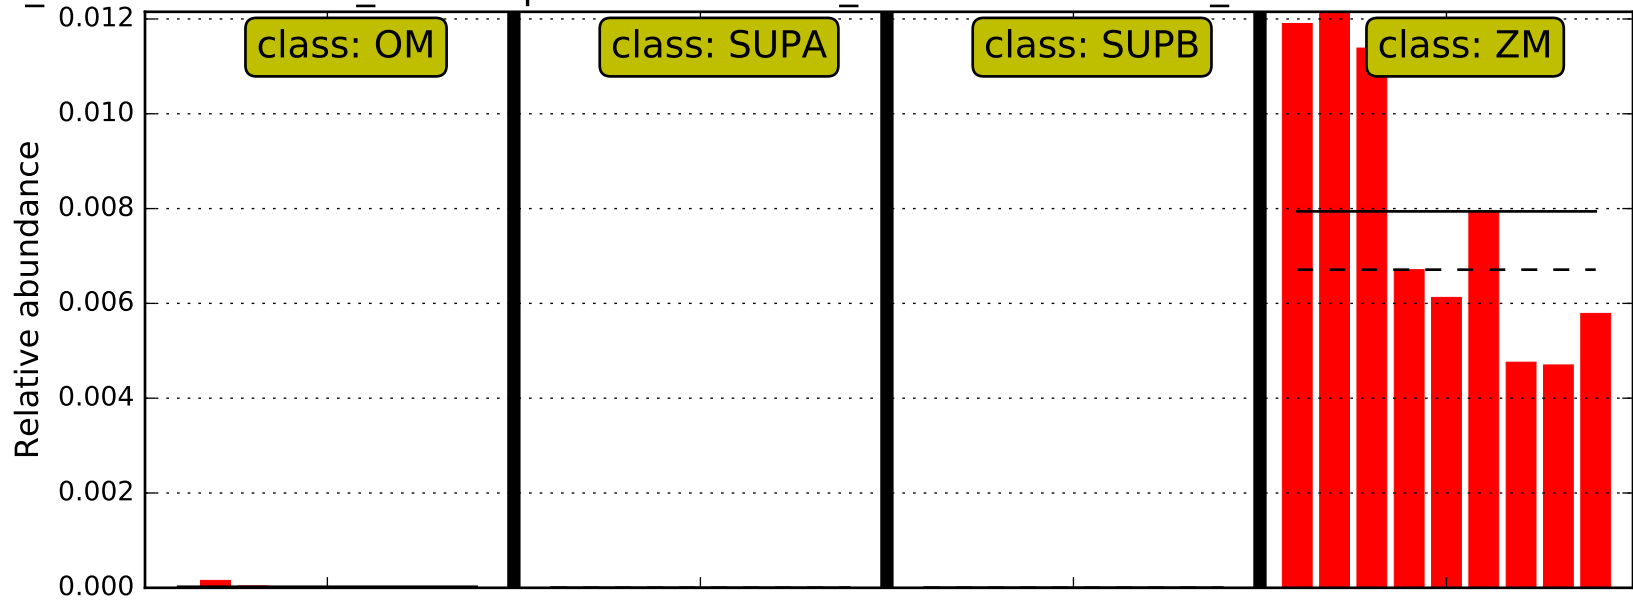 0.012
class: OM
class: SUPA
class: SUPB
class: ZM
0.010
0.008
0.006
0.004
0.002
0.000
Relative abundance